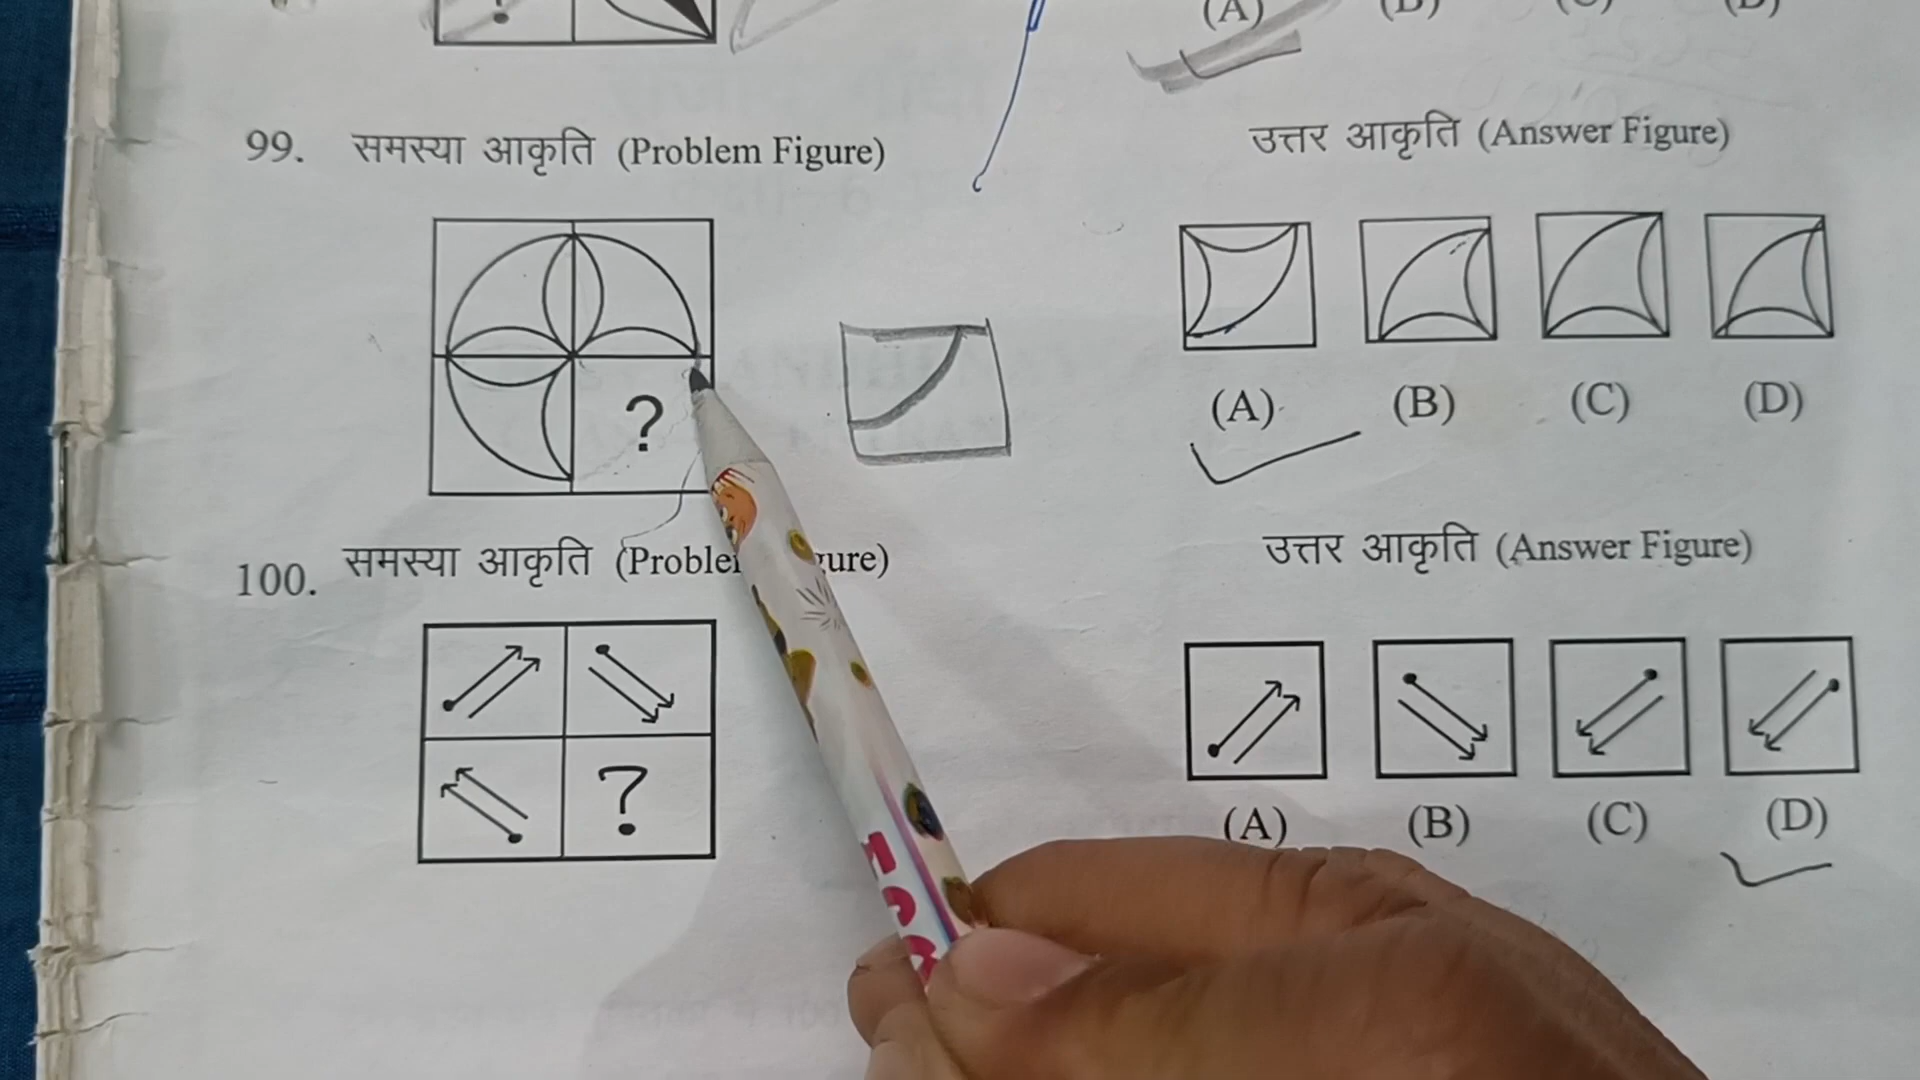 ?
(A) (B) (C) (D)
99. समस्या आकृति (Problem Figure)
उत्तर आकृति (Answer Figure)
?
(A) (B) (C) (D)
100. समस्या आकृति (Proble gure)
उत्तर आकृति (Answer Figure)
?
(A) (B) (C) (D)